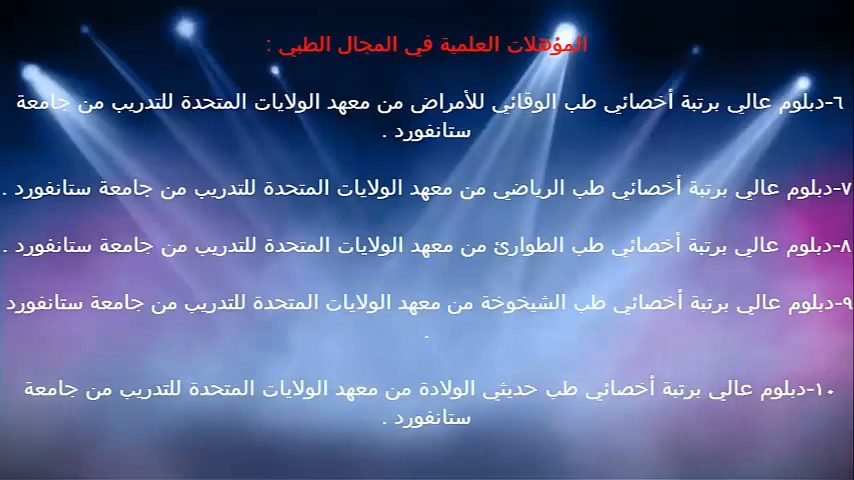 المؤهلات العلمية في المجال الطبي :
٦-دبلوم عالي برتبة أخصائي طب الوقائي للأمراض من معهد الولايات المتحدة للتدريب من جامعة
ستانفورد .
٧-دبلوم عالي برتبة أخصائي طب الرياضي من معهد الولايات المتحدة للتدريب من جامعة ستانفورد .
٨-دبلوم عالي برتبة أخصائي طب الطوارئ من معهد الولايات المتحدة للتدريب من جامعة ستانفورد .
٩-دبلوم عالي برتبة أخصائي طب الشيخوخة من معهد الولايات المتحدة للتدريب من جامعة ستانفورد
.
١٠-دبلوم عالي برتبة أخصائي طب حديثي الولادة من معهد الولايات المتحدة للتدريب من جامعة
ستانفورد .